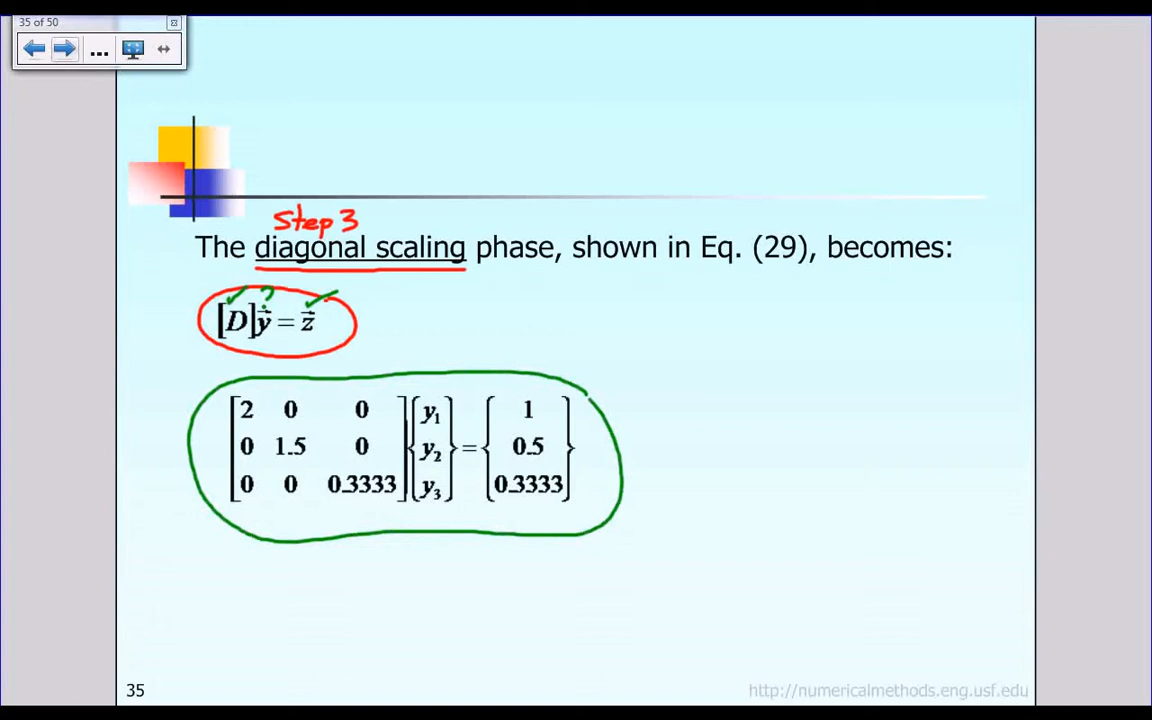 35 of 50
...
Step 3
The diagonal scaling phase, shown in Eq. (29), becomes:
✓ ? ✓
[D]y⃗ = z⃗
[2 0 0] {y₁} = {1}
[0 1.5 0] {y₂} = {0.5}
[0 0 0.3333] {y₃} = {0.3333}
35
http://numericalmethods.eng.usf.edu